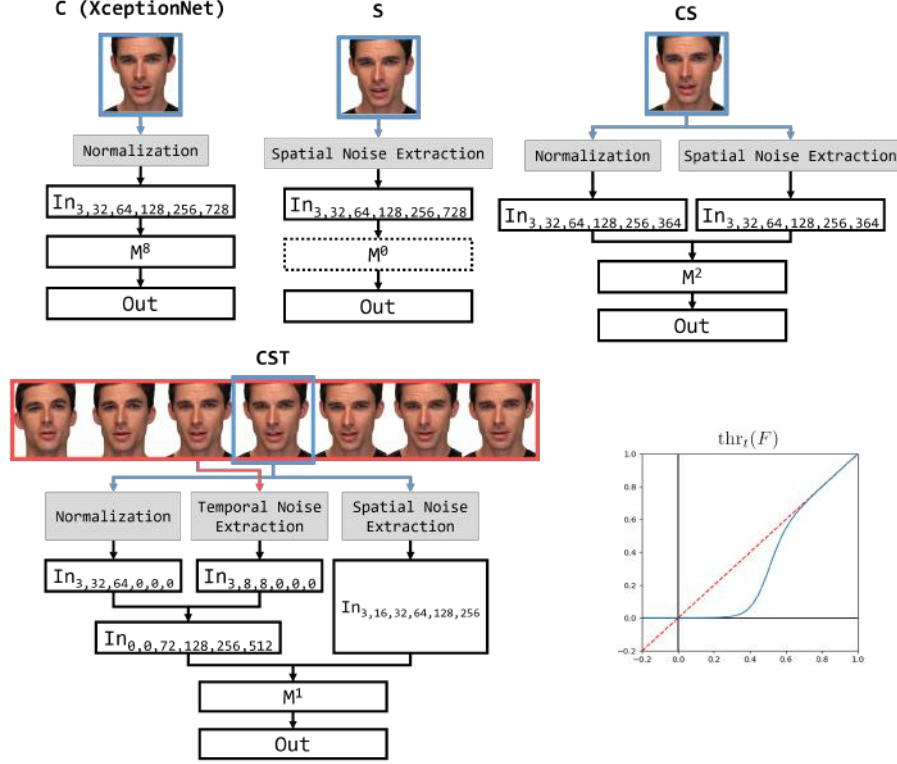 C (XceptionNet)
S
CS
Normalization
Spatial Noise Extraction
Normalization
Spatial Noise Extraction
In3,32,64,128,256,728
In3,32,64,128,256,728
In3,32,64,128,256,364
In3,32,64,128,256,364
M8
M0
M2
Out
Out
Out
CST
Normalization
Temporal Noise
Extraction
Spatial Noise
Extraction
In3,32,64,0,0,0
In3,8,8,0,0,0
In3,16,32,64,128,256
In0,0,72,128,256,512
M1
Out
thrt(F)
1.0
0.8
0.6
0.4
0.2
0.0
−0.2
−0.2
0.0
0.2
0.4
0.6
0.8
1.0